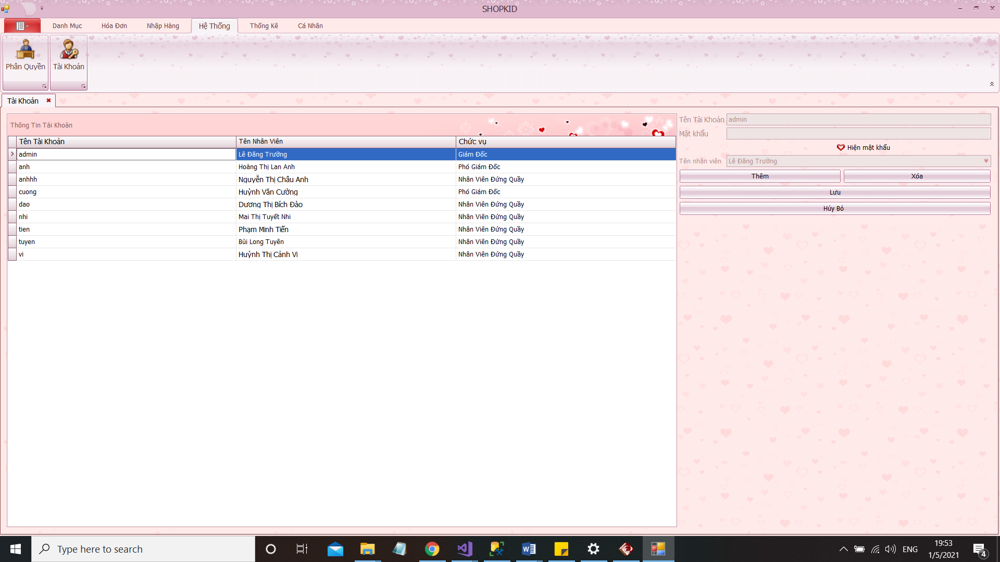 SHOPKID
Danh Mục Hóa Đơn Nhập Hàng Hệ Thống Thống Kê Cá Nhân
Phân Quyền Tài Khoản
Tài Khoản
Thông Tin Tài Khoản
Tên Tài Khoản Tên Nhân Viên Chức vụ
admin Lê Đăng Trường Giám Đốc
anh Hoàng Thị Lan Anh Phó Giám Đốc
anhhh Nguyễn Thị Châu Anh Nhân Viên Đứng Quầy
cuong Huỳnh Văn Cường Phó Giám Đốc
dao Dương Thị Bích Đào Nhân Viên Đứng Quầy
nhi Mai Thị Tuyết Nhi Nhân Viên Đứng Quầy
tien Phạm Minh Tiến Nhân Viên Đứng Quầy
tuyen Bùi Long Tuyên Nhân Viên Đứng Quầy
vi Huỳnh Thị Cảnh Vi Nhân Viên Đứng Quầy
Tên Tài Khoản admin
Mật khẩu
Hiện mật khẩu
Tên nhân viên Lê Đăng Trường
Thêm Xóa
Lưu
Hủy Bỏ
Type here to search
ENG
19:53
1/5/2021
4